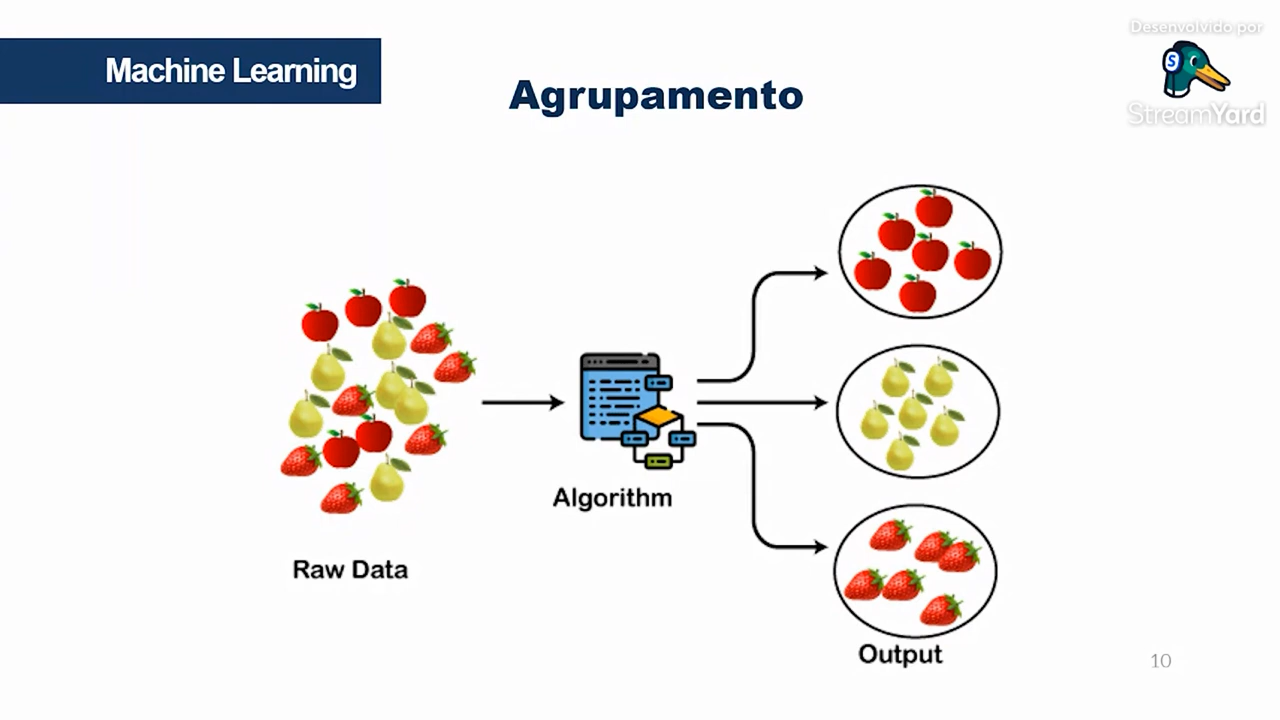 Desenvolvido por
StreamYard
Machine Learning
Agrupamento
Raw Data
Algorithm
Output
10